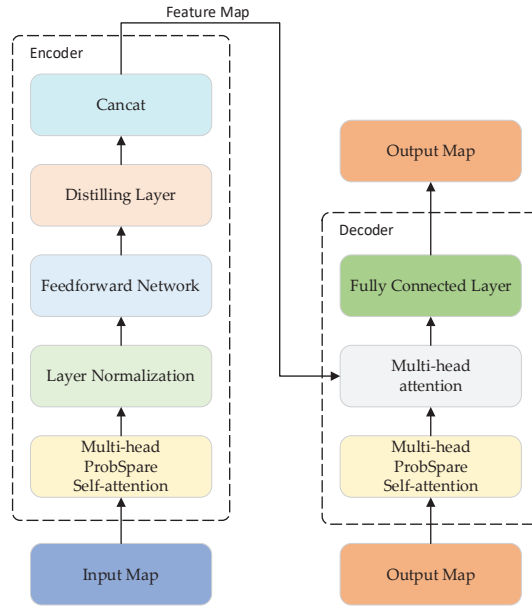 Feature Map
Encoder
Cancat
Distilling Layer
Feedforward Network
Layer Normalization
Multi-head
ProbSpare
Self-attention
Input Map
Output Map
Decoder
Fully Connected Layer
Multi-head
attention
Multi-head
ProbSpare
Self-attention
Output Map